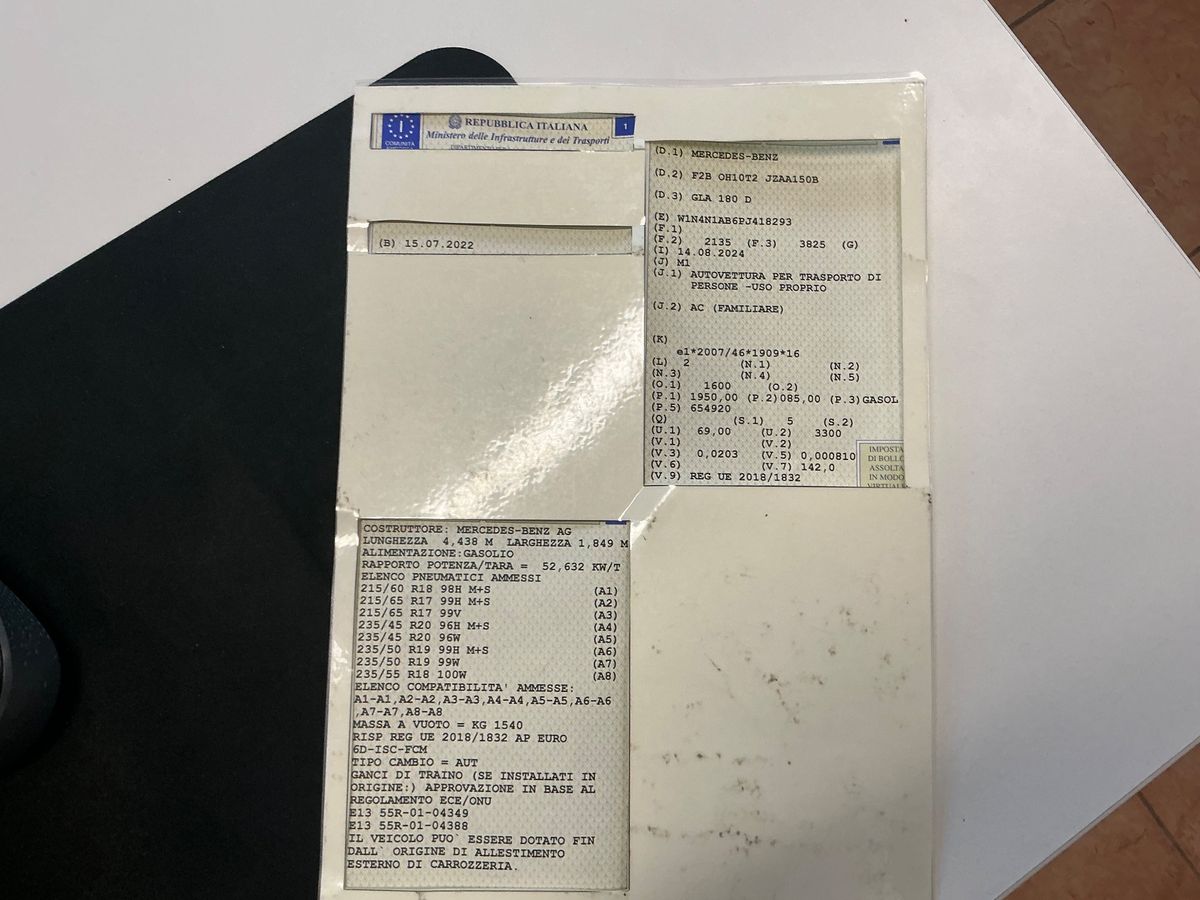 REPUBBLICA ITALIANA
1
I
Ministero delle Infrastrutture e dei Trasporti
COMUNITÀ
(B) 15.07.2022
(D.1) MERCEDES-BENZ
(D.2) F2B OH10T2 JZAA150B
(D.3) GLA 180 D
(E) W1N4N1AB6PJ418293
(F.1)
(F.2) 2135 (F.3) 3825 (G)
(I) 14.08.2024
(J) M1
(J.1) AUTOVETTURA PER TRASPORTO DI
PERSONE -USO PROPRIO
(J.2) AC (FAMILIARE)
(K)
e1*2007/46*1909*16
(L) 2 (N.1) (N.2)
(N.3) (N.4) (N.5)
(O.1) 1600 (O.2)
(P.1) 1950,00 (P.2)085,00 (P.3)GASOL
(P.5) 654920
(Q) (S.1) 5 (S.2)
(U.1) 69,00 (U.2) 3300
(V.1) (V.2)
(V.3) 0,0203 (V.5) 0,000810
(V.6) (V.7) 142,0
(V.9) REG UE 2018/1832
IMPOSTA
DI BOLLO
ASSOLTA
IN MODO
VIRTUALE
COSTRUTTORE: MERCEDES-BENZ AG
LUNGHEZZA 4,438 M LARGHEZZA 1,849 M
ALIMENTAZIONE:GASOLIO
RAPPORTO POTENZA/TARA = 52,632 KW/T
ELENCO PNEUMATICI AMMESSI
215/60 R18 98H M+S (A1)
215/65 R17 99H M+S (A2)
215/65 R17 99V (A3)
235/45 R20 96H M+S (A4)
235/45 R20 96W (A5)
235/50 R19 99H M+S (A6)
235/50 R19 99W (A7)
235/55 R18 100W (A8)
ELENCO COMPATIBILITA' AMMESSE:
A1-A1,A2-A2,A3-A3,A4-A4,A5-A5,A6-A6
,A7-A7,A8-A8
MASSA A VUOTO = KG 1540
RISP REG UE 2018/1832 AP EURO
6D-ISC-FCM
TIPO CAMBIO = AUT
GANCI DI TRAINO (SE INSTALLATI IN
ORIGINE:) APPROVAZIONE IN BASE AL
REGOLAMENTO ECE/ONU
E13 55R-01-04349
E13 55R-01-04388
IL VEICOLO PUO` ESSERE DOTATO FIN
DALL` ORIGINE DI ALLESTIMENTO
ESTERNO DI CARROZZERIA.